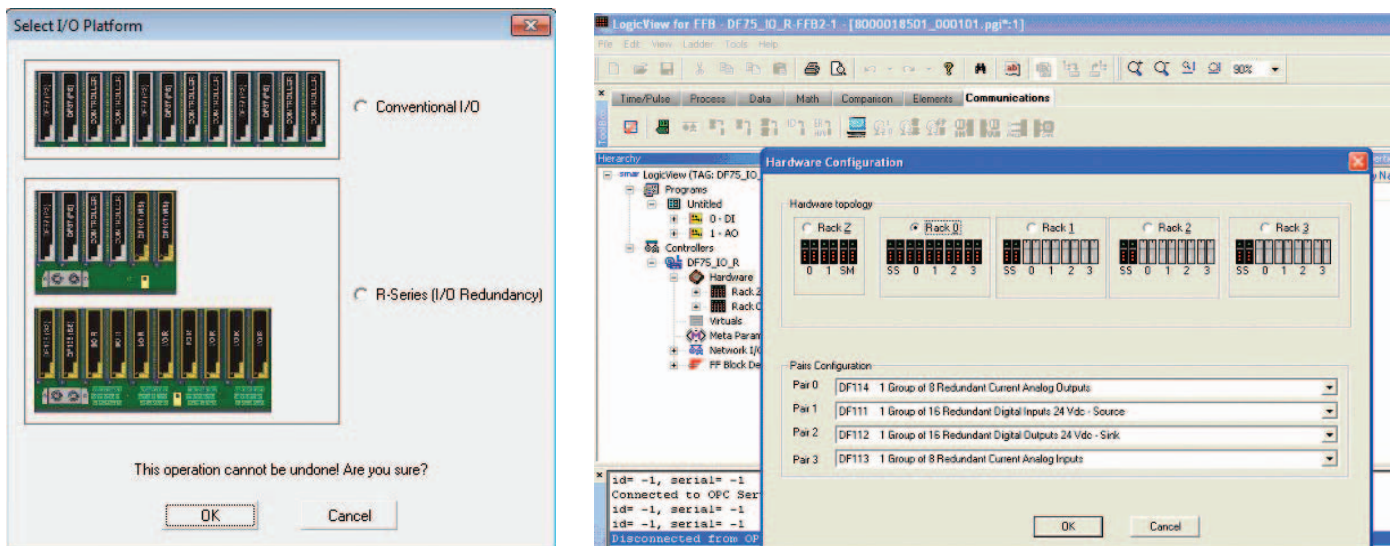 Select I/O Platform
Conventional I/O
R-Series (I/O Redundancy)
This operation cannot be undone! Are you sure?
OK
Cancel
LogicView for FFB - DF75_IO_R-FFB2-1 - [8000018501_000101.pgi*:1]
File Edit View Ladder Tools Help
90%
Time/Pulse Process Data Math Comparison Elements Communications
Hierarchy
smar LogicView (TAG: DF75_IO_
Programs
Untitled
0 - DI
1 - AO
Controllers
DF75_IO_R
Hardware
Rack Z
Rack 0
Virtuals
Meta Param
Network I/O
FF Block De
Hardware Configuration
Hardware topology
Rack Z
Rack 0
Rack 1
Rack 2
Rack 3
0 1 SM
SS 0 1 2 3
SS 0 1 2 3
SS 0 1 2 3
SS 0 1 2 3
Pairs Configuration
Pair 0 DF114 1 Group of 8 Redundant Current Analog Outputs
Pair 1 DF111 1 Group of 16 Redundant Digital Inputs 24 Vdc - Source
Pair 2 DF112 1 Group of 16 Redundant Digital Outputs 24 Vdc - Sink
Pair 3 DF113 1 Group of 8 Redundant Current Analog Inputs
OK
Cancel
id= -1, serial= -1
Connected to OPC Ser
id= -1, serial= -1
id= -1, serial= -1
Disconnected from OP